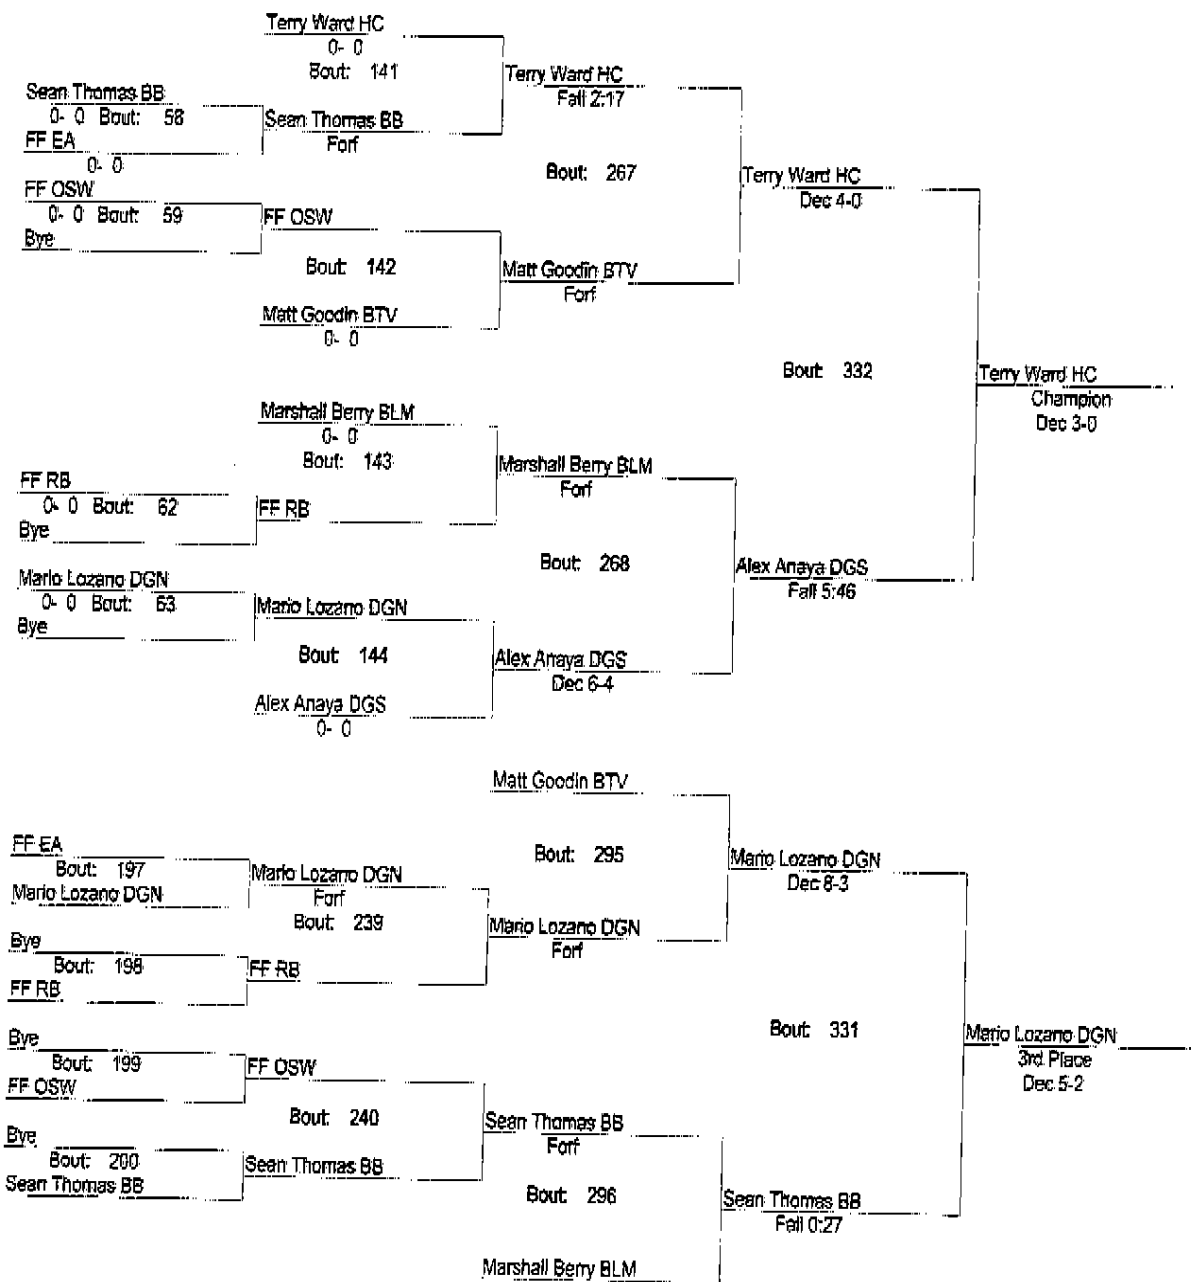 Terry Ward HC
0- 0
Bout: 141
Terry Ward HC
Fall 2:17
Sean Thomas BB
0- 0 Bout: 58
Sean Thomas BB
Forf
FF EA
0- 0
Bout: 267
Terry Ward HC
Dec 4-0
FF OSW
0- 0 Bout: 59
FF OSW
Bye
Bout: 142
Matt Goodin BTV
Forf
Matt Goodin BTV
0- 0
Bout: 332
Terry Ward HC
Champion
Dec 3-0
Marshall Berry BLM
0- 0
Bout: 143
Marshall Berry BLM
Forf
FF RB
0- 0 Bout: 62
FF RB
Bye
Bout: 268
Alex Anaya DGS
Fall 5:46
Mario Lozano DGN
0- 0 Bout: 63
Mario Lozano DGN
Bye
Bout: 144
Alex Anaya DGS
Dec 6-4
Alex Anaya DGS
0- 0
Matt Goodin BTV
FF EA
Bout: 197
Mario Lozano DGN
Mario Lozano DGN
Forf
Bout: 295
Mario Lozano DGN
Dec 8-3
Bout: 239
Mario Lozano DGN
Forf
Bye
Bout: 198
FF RB
FF RB
Bout: 331
Mario Lozano DGN
3rd Place
Dec 5-2
Bye
Bout: 199
FF OSW
FF OSW
Bout: 240
Sean Thomas BB
Forf
Bye
Bout: 200
Sean Thomas BB
Sean Thomas BB
Bout: 296
Sean Thomas BB
Fall 0:27
Marshall Berry BLM